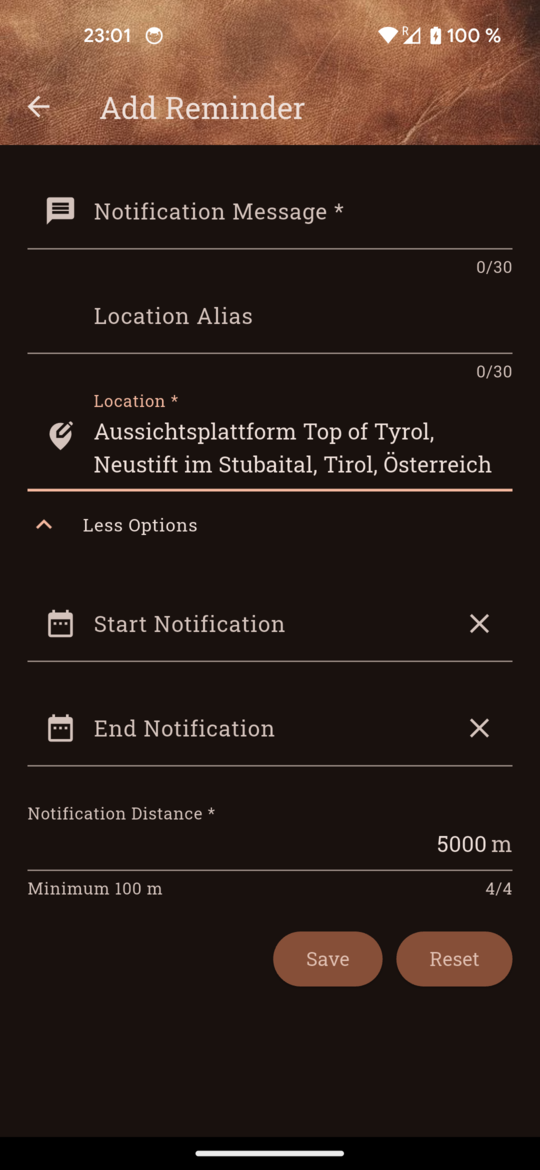 23:01
R
100 %
Add Reminder
Notification Message *
0/30
Location Alias
0/30
Location *
Aussichtsplattform Top of Tyrol,
Neustift im Stubaital, Tirol, Österreich
Less Options
Start Notification
End Notification
Notification Distance *
5000 m
Minimum 100 m
4/4
Save
Reset